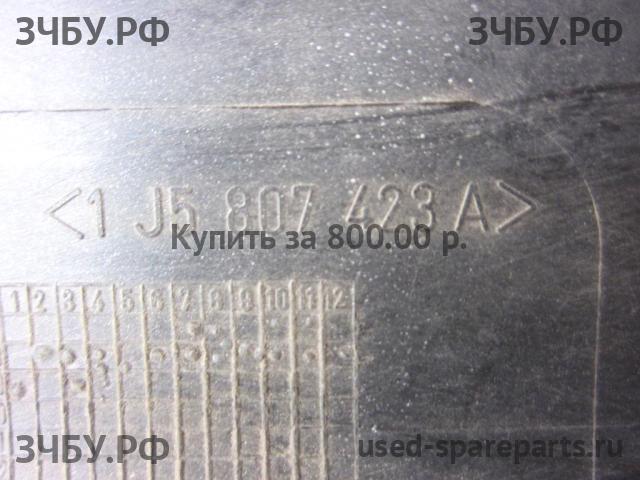 ЗЧБУ.РФ ЗЧБУ.РФ
<1 J5 807 423 A>
Купить за 800.00 р.
1 2 3 4 5 6 7 8 9 10 11 12
ЗЧБУ.РФ used-spareparts.ru